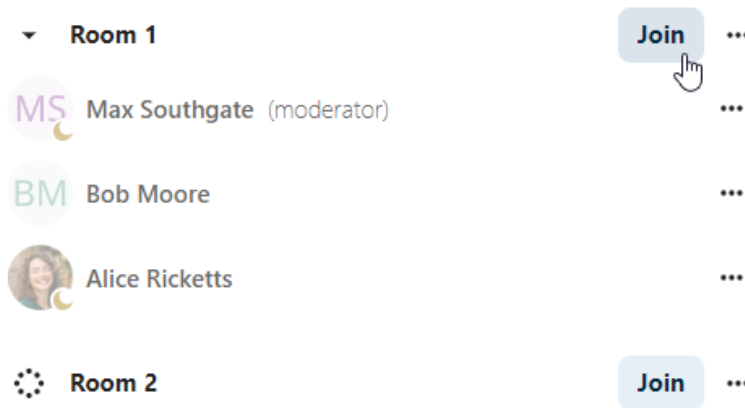 Room 1 Join
MS Max Southgate (moderator)
BM Bob Moore
Alice Ricketts
Room 2 Join